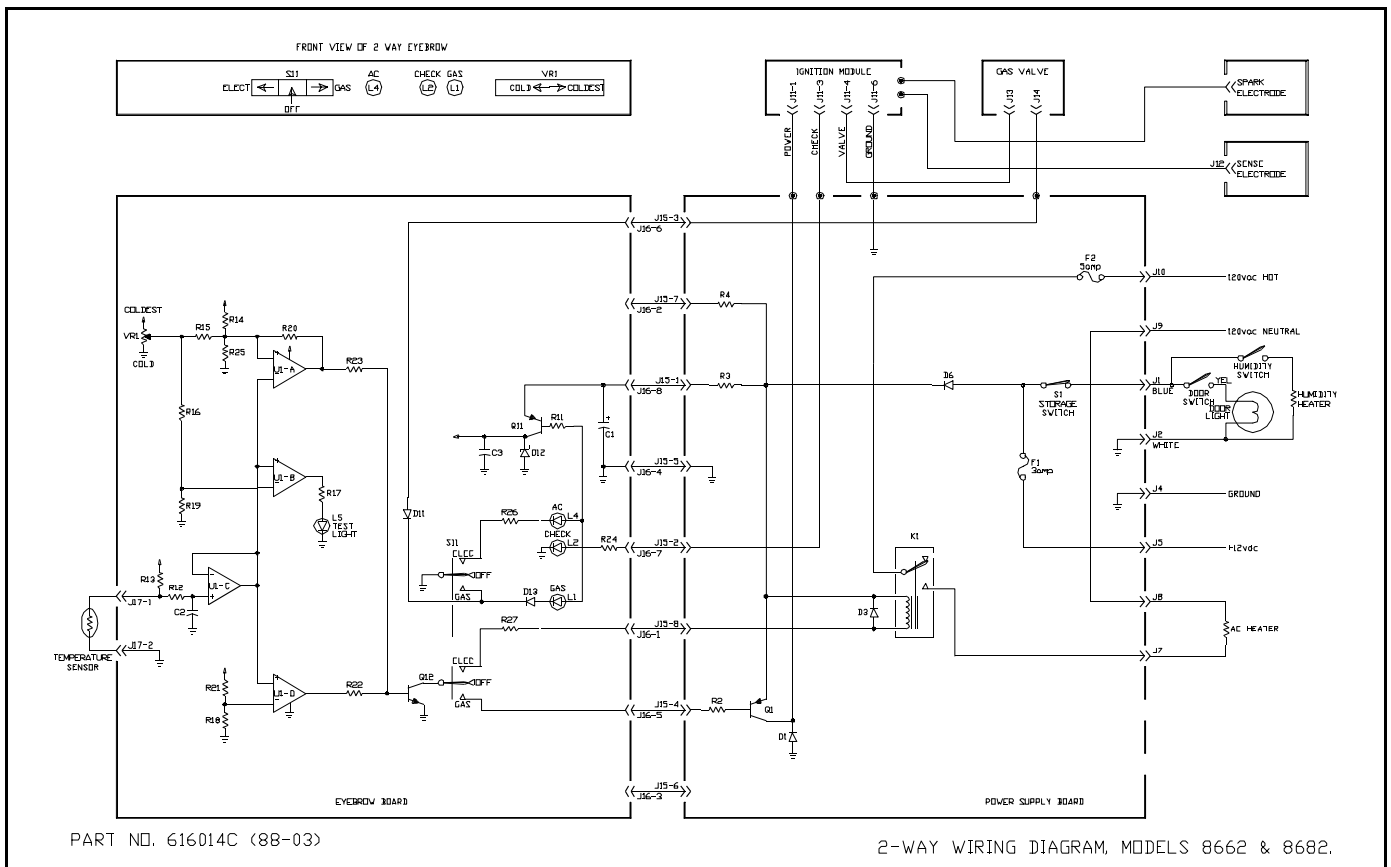 FRONT VIEW OF 2 WAY EYEBROW
S11
AC
CHECK GAS
VR1
ELECT
GAS
L4
L2
L1
COLD
COLDEST
OFF
IGNITION MODULE
J11-1
J11-3
J11-4
J11-6
POWER
CHECK
VALVE
GROUND
GAS VALVE
J13
J14
SPARK
ELECTRODE
J12
SENSE
ELECTRODE
J15-3
J16-6
J15-7
J16-2
R4
F2
5amp
J10
120vac HOT
J9
120vac NEUTRAL
COLDEST
VR1
COLD
R15
R14
R25
R20
U1-A
R23
J15-1
J16-8
R3
D6
S1
STORAGE
SWITCH
J1
BLUE
HUMIDITY
SWITCH
DOOR
SWITCH
YEL
DOOR
LIGHT
HUMIDITY
HEATER
J2
WHITE
R16
R11
Q11
C1
C3
D12
J15-5
J16-4
F1
3amp
U1-B
R17
R19
L5
TEST
LIGHT
J4
GROUND
D11
R26
AC
L4
CHECK
L2
R24
J15-2
J16-7
S11
ELEC
OFF
GAS
D13
GAS
L1
K1
J5
+12vdc
R13
R12
U1-C
C2
J17-1
J17-2
TEMPERATURE
SENSOR
R27
J15-8
J16-1
D3
J8
AC HEATER
J7
R21
R18
U1-D
R22
Q12
ELEC
OFF
GAS
J15-4
J16-5
R2
Q1
D1
J15-6
J16-3
EYEBROW BOARD
POWER SUPPLY BOARD
PART NO. 616014C (88-03)
2-WAY WIRING DIAGRAM, MODELS 8662 & 8682.